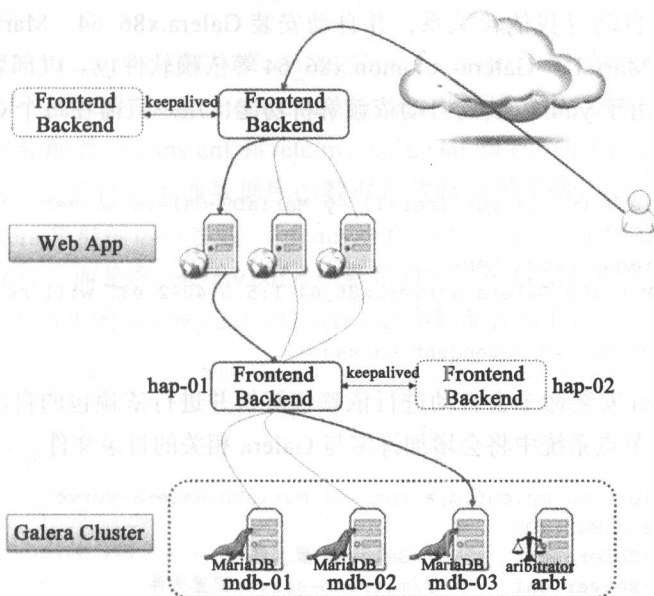 Frontend
Backend
keepalived
Frontend
Backend
Web App
hap-01
Frontend
Backend
keepalived
Frontend
Backend
hap-02
Galera Cluster
MariaDB
mdb-01
MariaDB
mdb-02
MariaDB
mdb-03
aribitrator
arbt